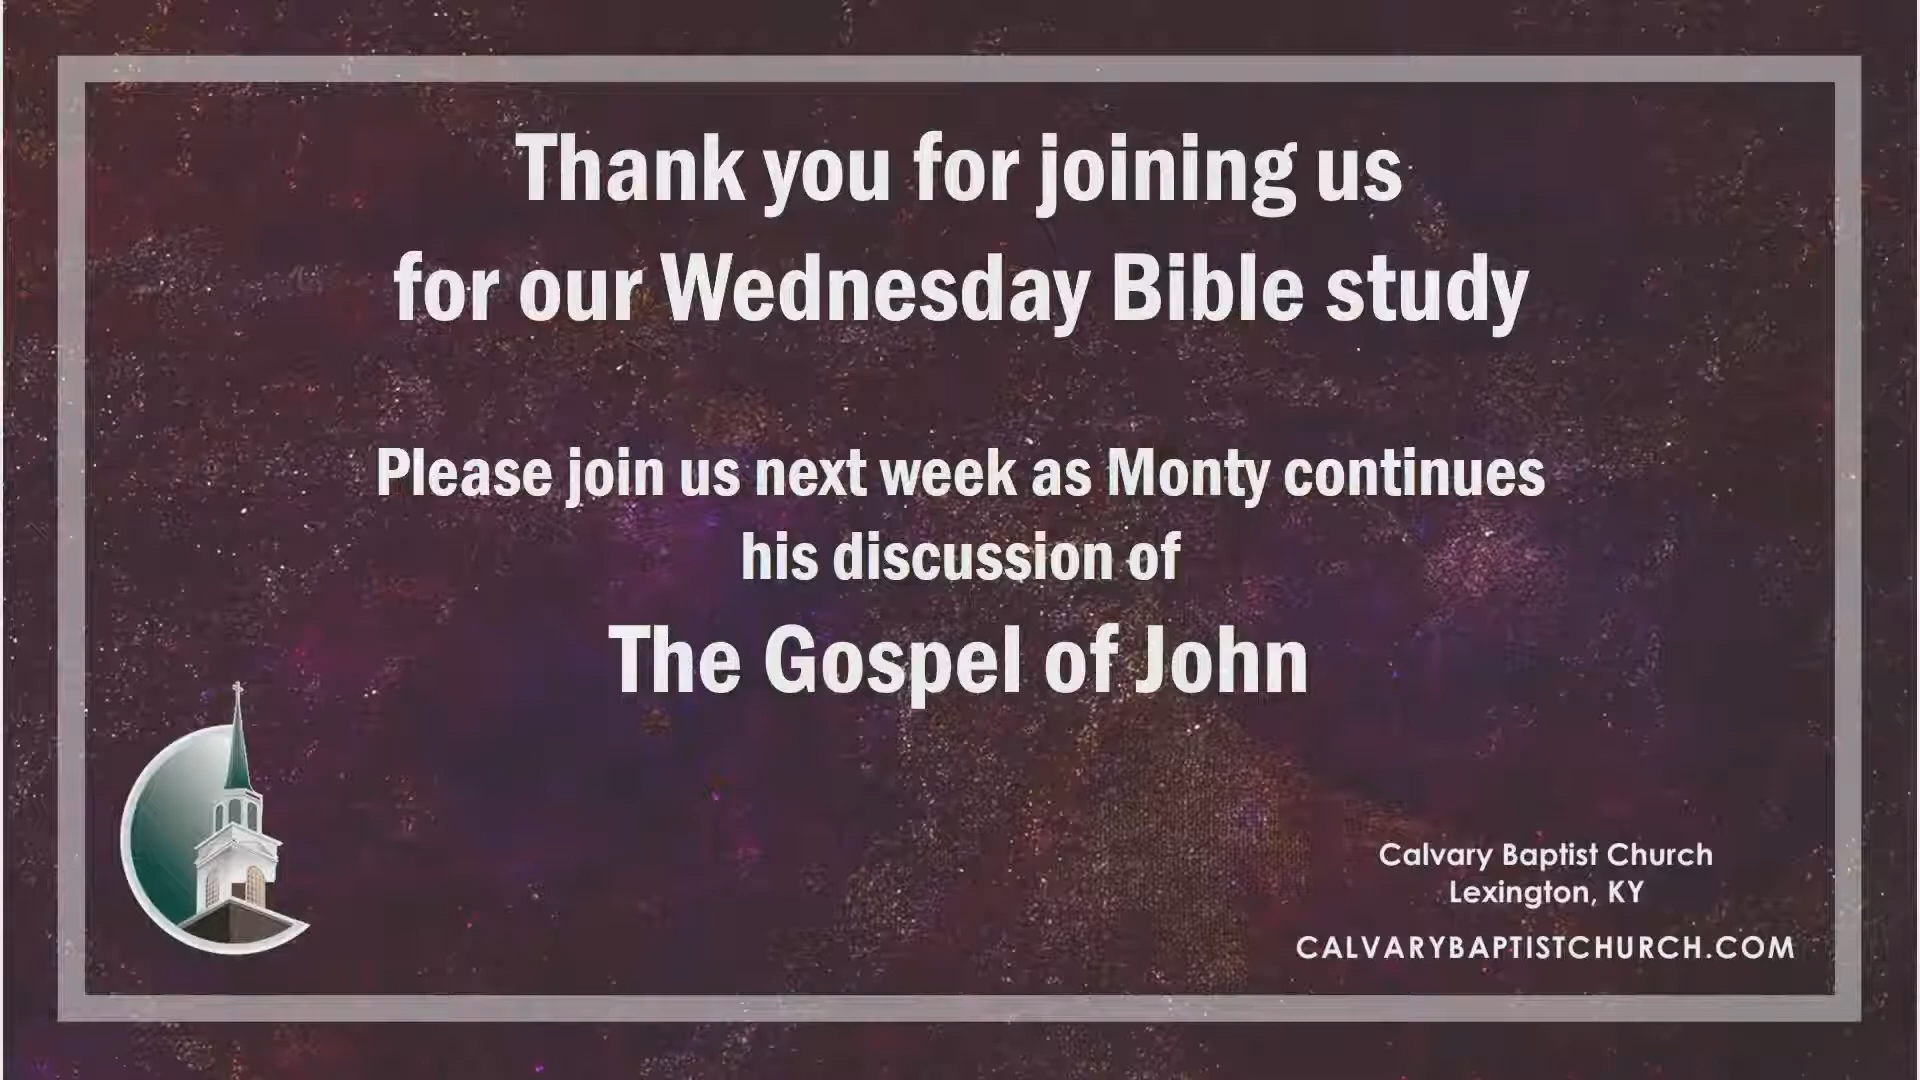 Thank you for joining us
for our Wednesday Bible study
Please join us next week as Monty continues
his discussion of
The Gospel of John
Calvary Baptist Church
Lexington, KY
CALVARYBAPTISTCHURCH.COM